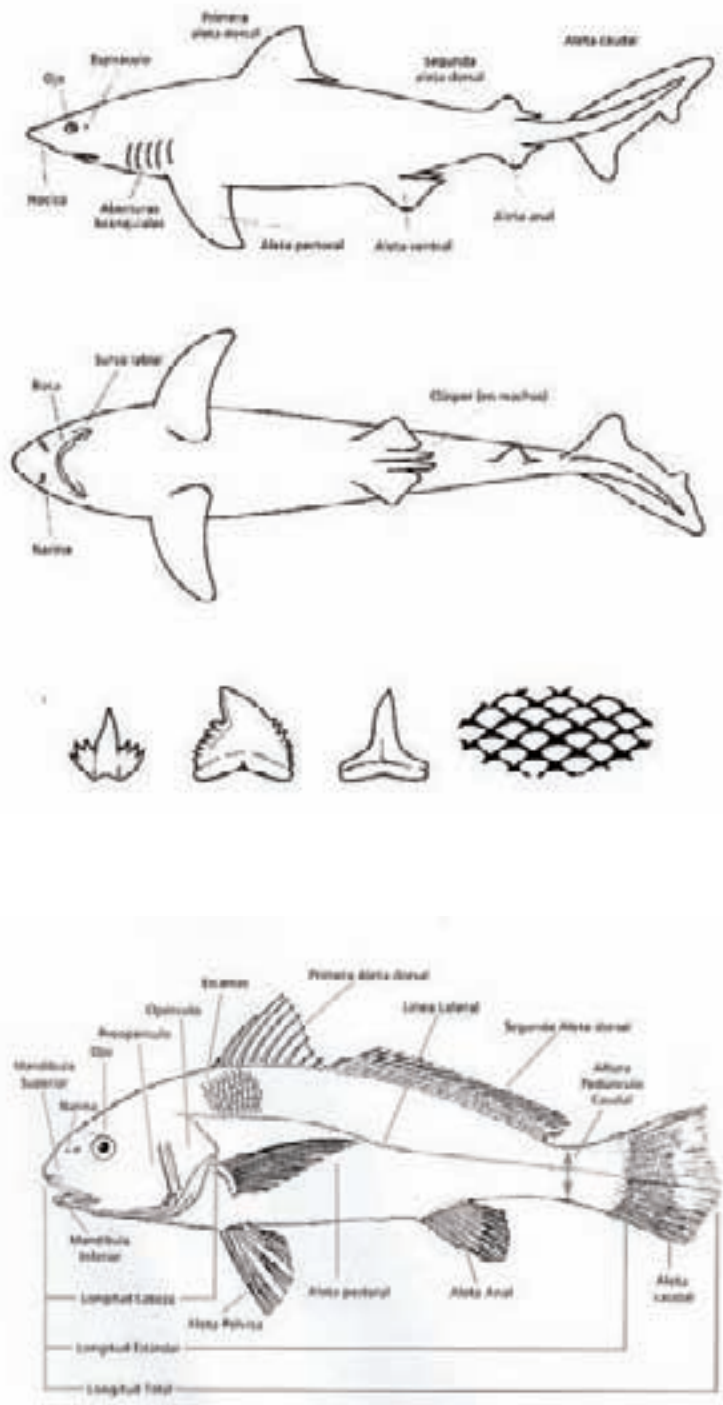 Primera
aleta dorsal
Espiráculo
Ojo
Segunda
aleta dorsal
Aleta caudal
Hocico
Aberturas
branquiales
Aleta pectoral
Aleta ventral
Aleta anal
Surco labial
Boca
Clásper (en machos)
Narina
Escamas
Primera Aleta dorsal
Opérculo
Línea Lateral
Preopérculo
Segunda Aleta dorsal
Ojo
Mandíbula
Superior
Altura
Pedúnculo
Caudal
Narina
Mandíbula
Inferior
Longitud Cabeza
Aleta pectoral
Aleta Anal
Aleta
caudal
Aleta Pélvica
Longitud Estándar
Longitud Total